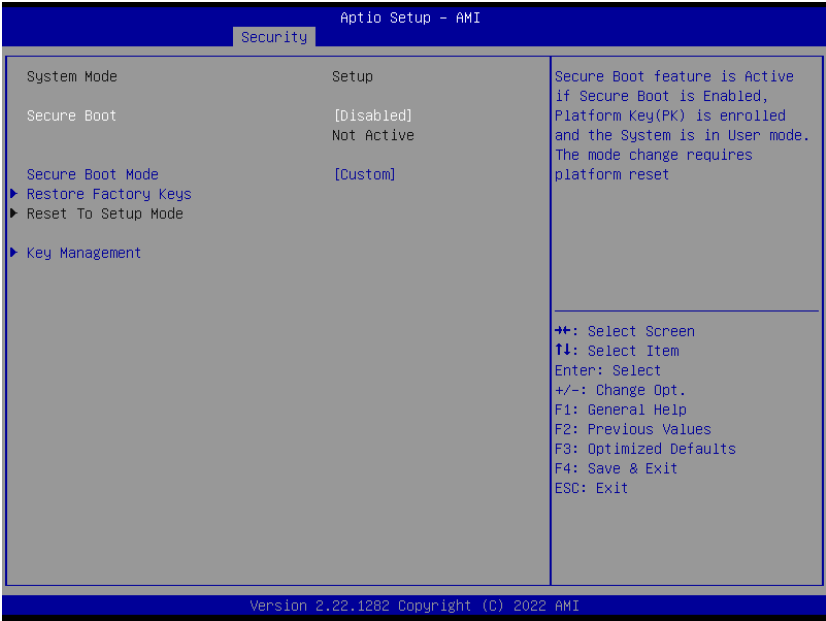 Aptio Setup – AMI
Security
System Mode Setup
Secure Boot [Disabled]
Not Active
Secure Boot Mode [Custom]
Restore Factory Keys
Reset To Setup Mode
Key Management
Secure Boot feature is Active
if Secure Boot is Enabled,
Platform Key(PK) is enrolled
and the System is in User mode.
The mode change requires
platform reset
→←: Select Screen
↑↓: Select Item
Enter: Select
+/-: Change Opt.
F1: General Help
F2: Previous Values
F3: Optimized Defaults
F4: Save & Exit
ESC: Exit
Version 2.22.1282 Copyright (C) 2022 AMI